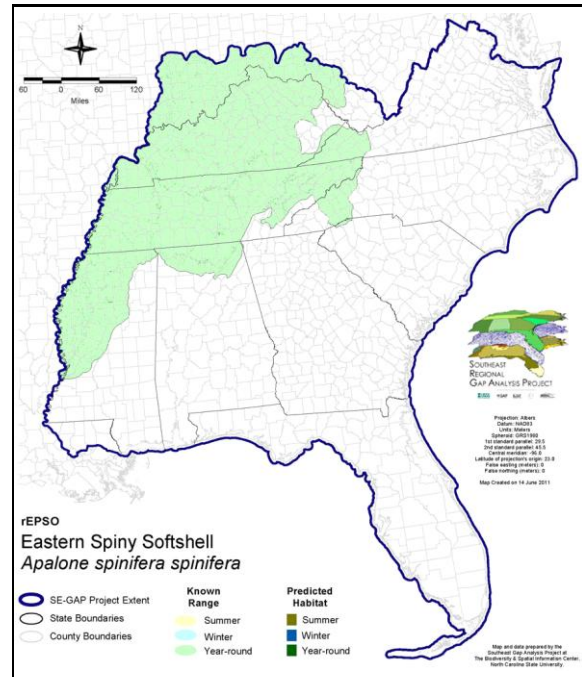 N
60 0 60 120
Miles
SOUTHEAST
REGIONAL
GAP ANALYSIS PROJECT
Projection: Albers
Datum: NAD83
Units: Meters
Spheroid: GRS1980
1st standard parallel: 29.5
2nd standard parallel: 45.5
Central meridian: -96.0
Latitude of projection's origin: 23.0
False easting (meters): 0
False northing (meters): 0
Map Created on 14 June 2011
rEPSO
Eastern Spiny Softshell
Apalone spinifera spinifera
SE-GAP Project Extent
State Boundaries
County Boundaries
Known
Range
Summer
Winter
Year-round
Predicted
Habitat
Summer
Winter
Year-round
Map and data prepared by the
Southeast Gap Analysis Project at
The Biodiversity & Spatial Information Center,
North Carolina State University.